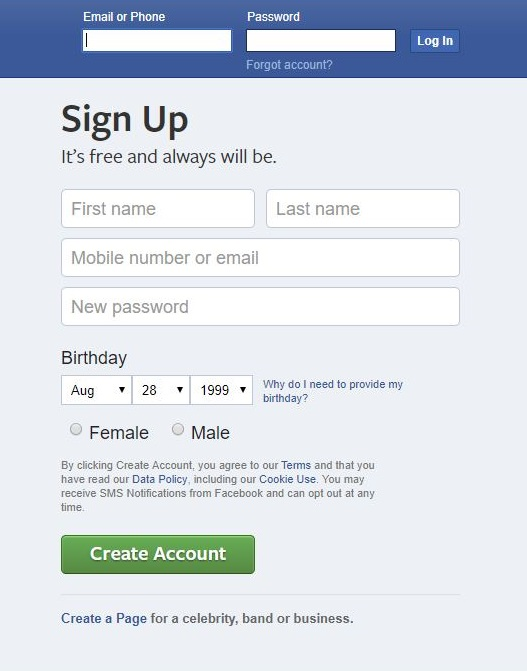 Email or Phone Password
Log In
Forgot account?
Sign Up
It's free and always will be.
First name Last name
Mobile number or email
New password
Birthday
Aug 28 1999 Why do I need to provide my
birthday?
Female Male
By clicking Create Account, you agree to our Terms and that you
have read our Data Policy, including our Cookie Use. You may
receive SMS Notifications from Facebook and can opt out at any
time.
Create Account
Create a Page for a celebrity, band or business.